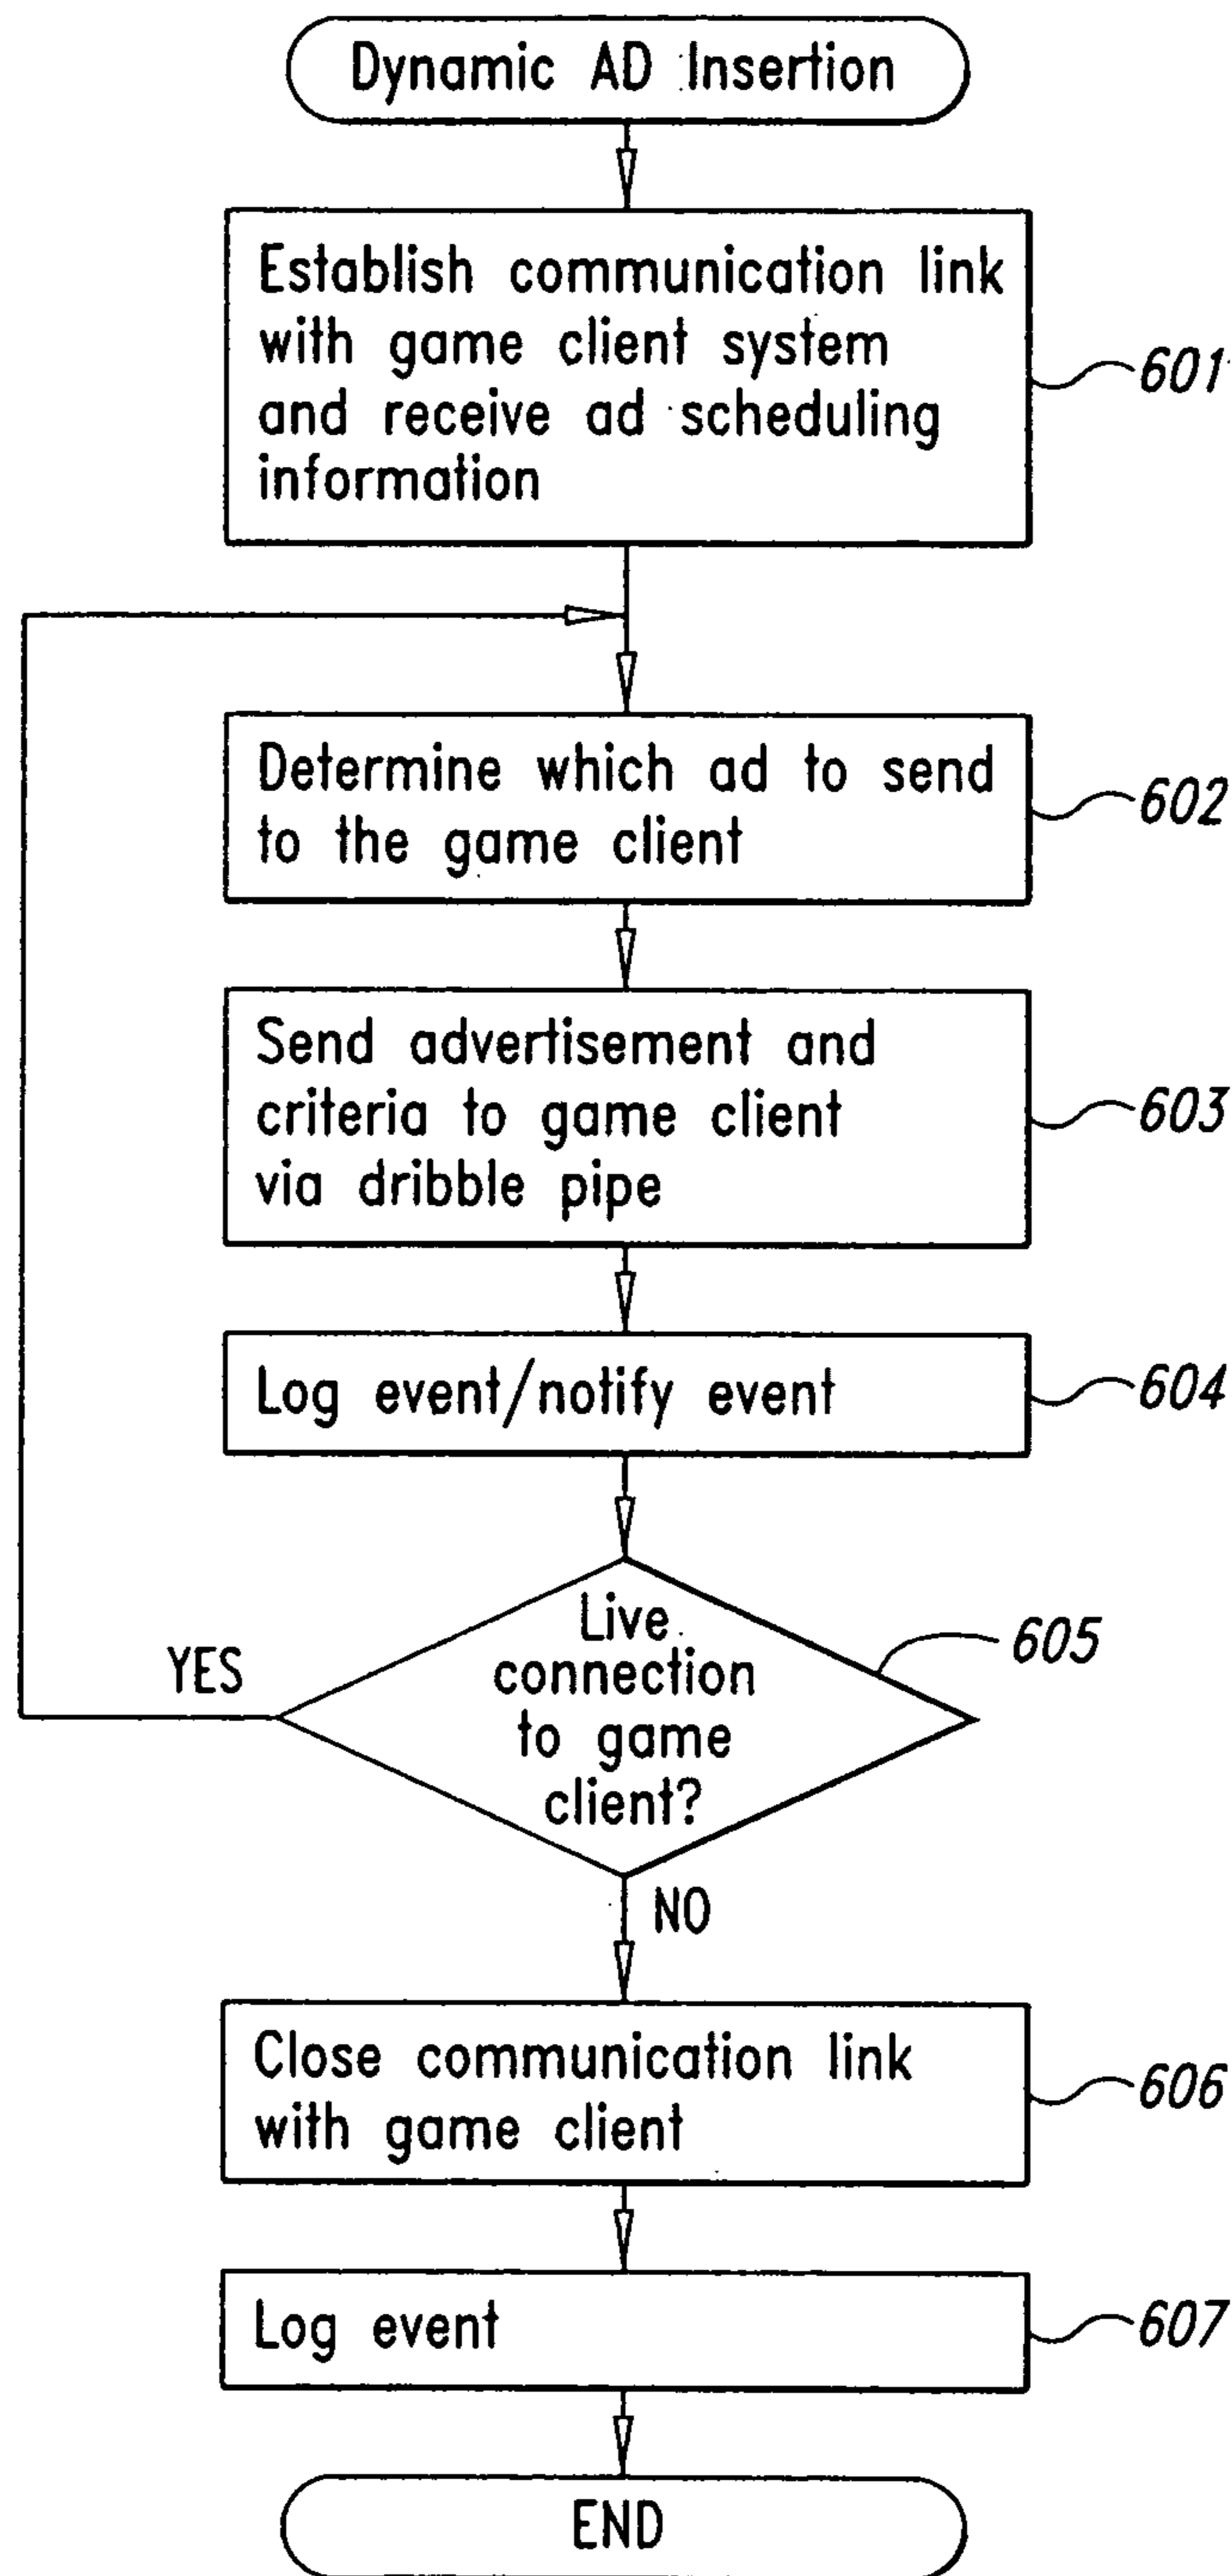 Dynamic AD Insertion
Establish communication link
with game client system
and receive ad scheduling
information
601
Determine which ad to send
to the game client
602
Send advertisement and
criteria to game client
via dribble pipe
603
Log event/notify event
604
Live
connection
to game
client?
605
YES
NO
Close communication link
with game client
606
Log event
607
END